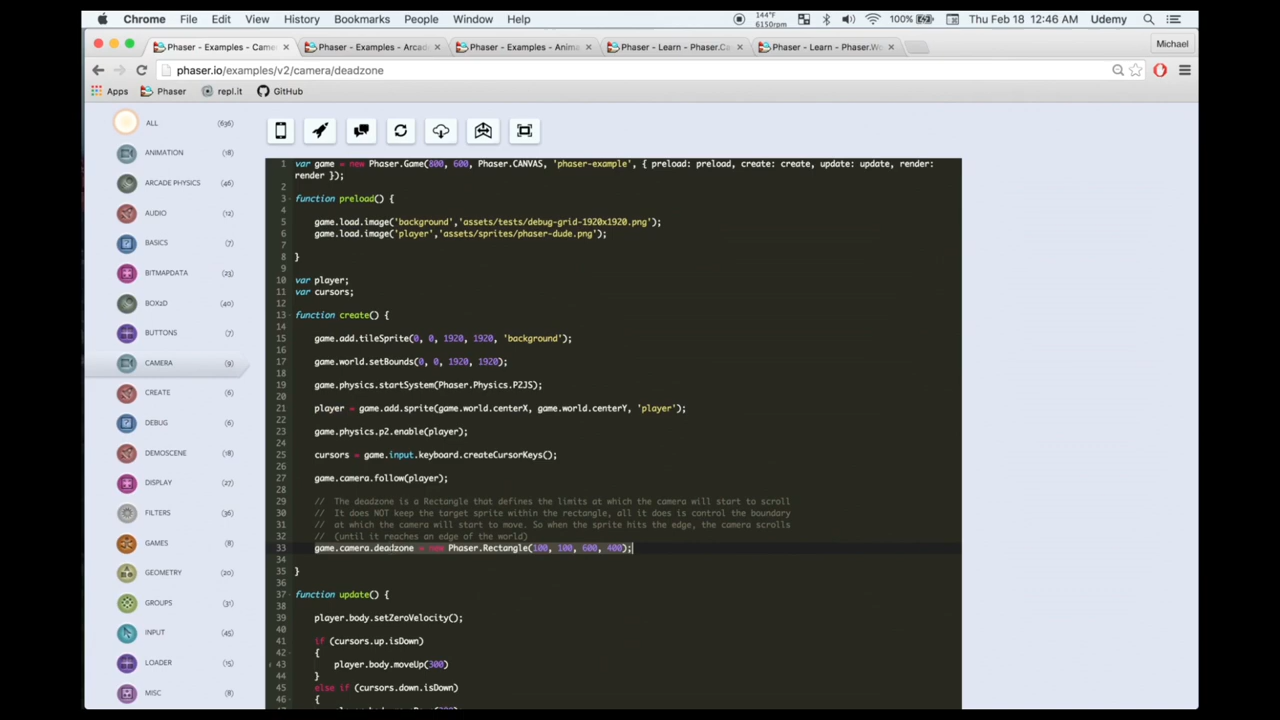 Chrome File Edit View History Bookmarks People Window Help
144°F
6150rpm
100% Thu Feb 18 12:46 AM Udemy
Phaser - Examples - Came
Phaser - Examples - Arcade
Phaser - Examples - Anima
Phaser - Learn - Phaser.Ca
Phaser - Learn - Phaser.Wo
Michael
phaser.io/examples/v2/camera/deadzone
Apps Phaser repl.it GitHub
ALL (636)
ANIMATION (18)
ARCADE PHYSICS (46)
AUDIO (12)
BASICS (7)
BITMAPDATA (23)
BOX2D (40)
BUTTONS (7)
CAMERA (9)
CREATE (6)
DEBUG (6)
DEMOSCENE (18)
DISPLAY (27)
FILTERS (36)
GAMES (8)
GEOMETRY (20)
GROUPS (31)
INPUT (45)
LOADER (15)
MISC (8)
1 var game = new Phaser.Game(800, 600, Phaser.CANVAS, 'phaser-example', { preload: preload, create: create, update: update, render:
render });
2
3 function preload() {
4
5 game.load.image('background','assets/tests/debug-grid-1920x1920.png');
6 game.load.image('player','assets/sprites/phaser-dude.png');
7
8 }
9
10 var player;
11 var cursors;
12
13 function create() {
14
15 game.add.tileSprite(0, 0, 1920, 1920, 'background');
16
17 game.world.setBounds(0, 0, 1920, 1920);
18
19 game.physics.startSystem(Phaser.Physics.P2JS);
20
21 player = game.add.sprite(game.world.centerX, game.world.centerY, 'player');
22
23 game.physics.p2.enable(player);
24
25 cursors = game.input.keyboard.createCursorKeys();
26
27 game.camera.follow(player);
28
29 // The deadzone is a Rectangle that defines the limits at which the camera will start to scroll
30 // It does NOT keep the target sprite within the rectangle, all it does is control the boundary
31 // at which the camera will start to move. So when the sprite hits the edge, the camera scrolls
32 // (until it reaches an edge of the world)
33 game.camera.deadzone = new Phaser.Rectangle(100, 100, 600, 400);
34
35 }
36
37 function update() {
38
39 player.body.setZeroVelocity();
40
41 if (cursors.up.isDown)
42 {
43 player.body.moveUp(300)
44 }
45 else if (cursors.down.isDown)
46 {